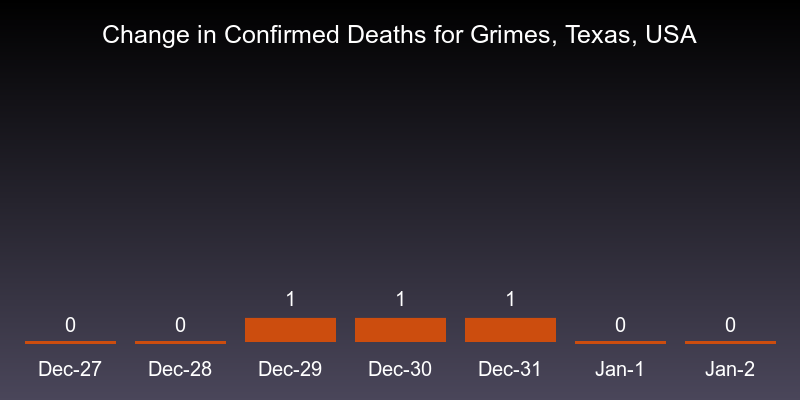 Change in Confirmed Deaths for Grimes, Texas, USA
0 0 1 1 1 0 0
Dec-27 Dec-28 Dec-29 Dec-30 Dec-31 Jan-1 Jan-2